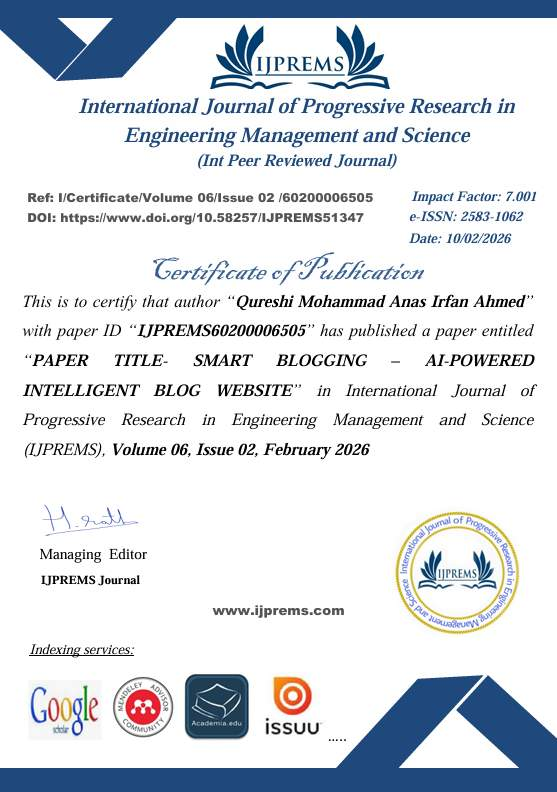 IJPREMS
International Journal of Progressive Research in
Engineering Management and Science
(Int Peer Reviewed Journal)
Ref: I/Certificate/Volume 06/Issue 02 /60200006505
DOI: https://www.doi.org/10.58257/IJPREMS51347
Impact Factor: 7.001
e-ISSN: 2583-1062
Date: 10/02/2026
Certificate of Publication
This is to certify that author “Qureshi Mohammad Anas Irfan Ahmed”
with paper ID “IJPREMS60200006505” has published a paper entitled
“PAPER TITLE- SMART BLOGGING – AI-POWERED
INTELLIGENT BLOG WEBSITE” in International Journal of
Progressive Research in Engineering Management and Science
(IJPREMS), Volume 06, Issue 02, February 2026
Managing Editor
IJPREMS Journal
International Journal of Progressive Research in Engineering Management and Science
IJPREMS
www.ijprems.com
Indexing services:
Google
scholar
MENDELEY ADVISOR
COMMUNITY
Academia.edu
issuu
.....